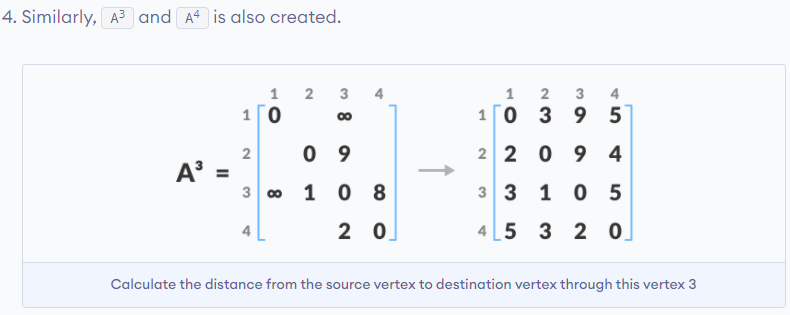 4. Similarly, A³ and A⁴ is also created.
1 2 3 4 1 2 3 4
1 0 ∞ 1 0 3 9 5
2 0 9 2 2 0 9 4
A³ = →
3 ∞ 1 0 8 3 3 1 0 5
4 2 0 4 5 3 2 0
Calculate the distance from the source vertex to destination vertex through this vertex 3